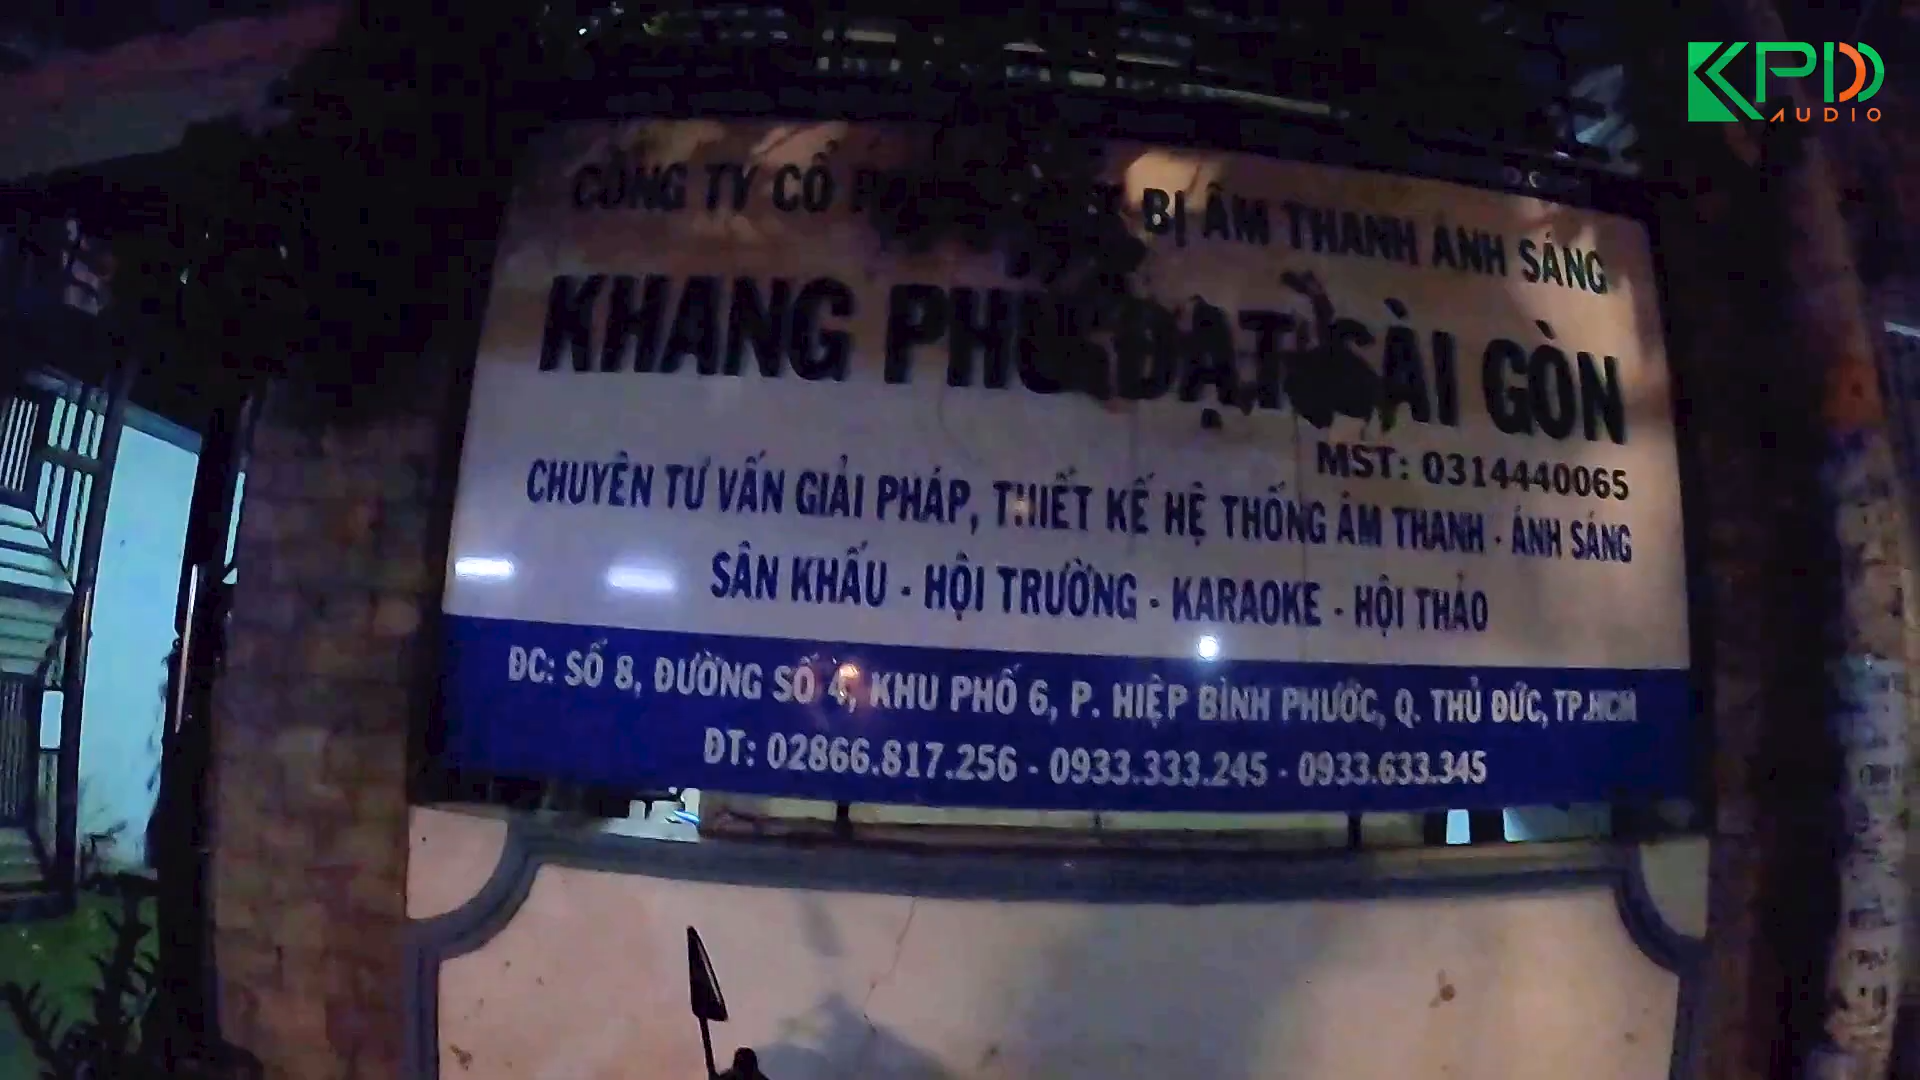 KPD
AUDIO
CÔNG TY CỔ BỊ ÂM THANH ÁNH SÁNG
KHANG PHÚ ĐẠT SÀI GÒN
MST: 0314440065
CHUYÊN TƯ VẤN GIẢI PHÁP, THIẾT KẾ HỆ THỐNG ÂM THANH - ÁNH SÁNG
SÂN KHẤU - HỘI TRƯỜNG - KARAOKE - HỘI THẢO
ĐC: SỐ 8, ĐƯỜNG SỐ 4, KHU PHỐ 6, P. HIỆP BÌNH PHƯỚC, Q. THỦ ĐỨC, TP.HCM
ĐT: 02866.817.256 - 0933.333.245 - 0933.633.345